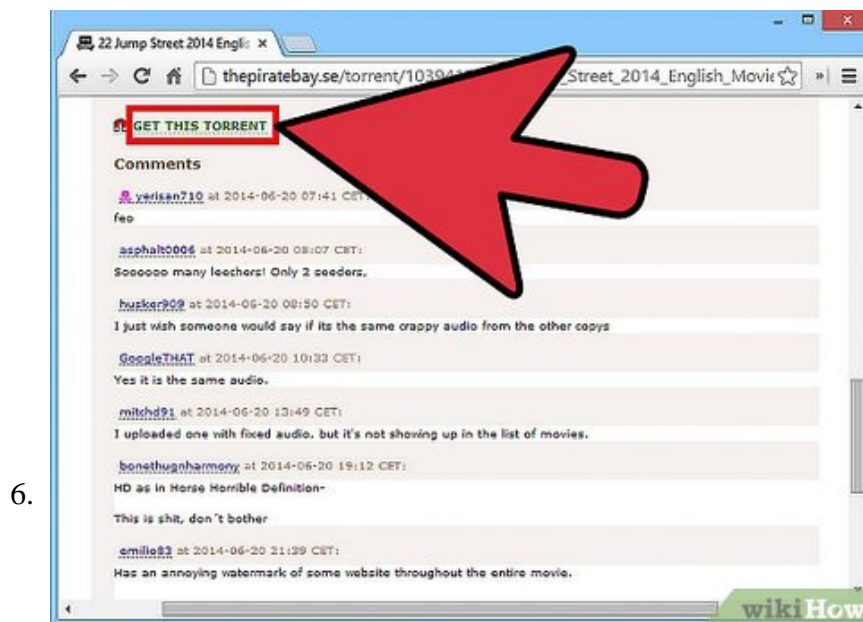 22 Jump Street 2014 Englis
thepiratebay.se/torrent/10394 _Street_2014_English_Movie
GET THIS TORRENT
Comments
yerisan710 at 2014-06-20 07:41 CET:
feo
asphalt0006 at 2014-06-20 08:07 CET:
Soooooo many leechers! Only 2 seeders.
husker909 at 2014-06-20 08:50 CET:
I just wish someone would say if its the same crappy audio from the other copys
GoogleTHAT at 2014-06-20 10:33 CET:
Yes it is the same audio.
mitchd91 at 2014-06-20 13:49 CET:
I uploaded one with fixed audio, but it's not showing up in the list of movies.
bonethugnharmony at 2014-06-20 19:12 CET:
HD as in Horse Horrible Definition-
6.
This is shit, don´t bother
emilio83 at 2014-06-20 21:39 CET:
Has an annoying watermark of some website throughout the entire movie.
wikiHow